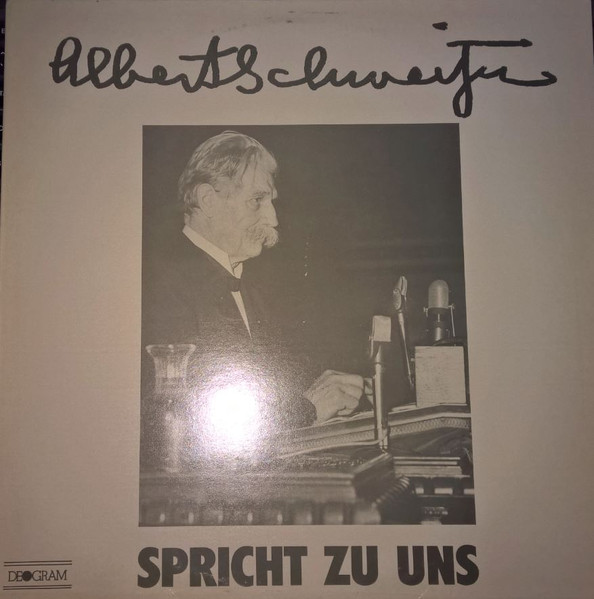 Albert Schweitzer
SPRICHT ZU UNS
DEOGRAM